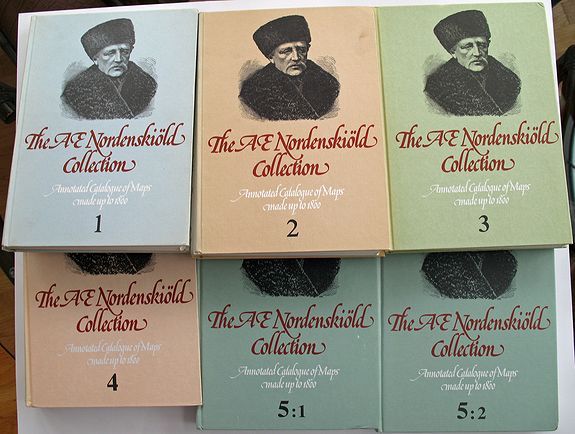 The A E Nordenskiöld
Collection
Annotated Catalogue of Maps
made up to 1800
1
The A E Nordenskiöld
Collection
Annotated Catalogue of Maps
made up to 1800
2
The A E Nordenskiöld
Collection
Annotated Catalogue of Maps
made up to 1800
3
The A E Nordenskiöld
Collection
Annotated Catalogue of Maps
made up to 1800
4
The A E Nordenskiöld
Collection
Annotated Catalogue of Maps
made up to 1800
5:1
The A E Nordenskiöld
Collection
Annotated Catalogue of Maps
made up to 1800
5:2